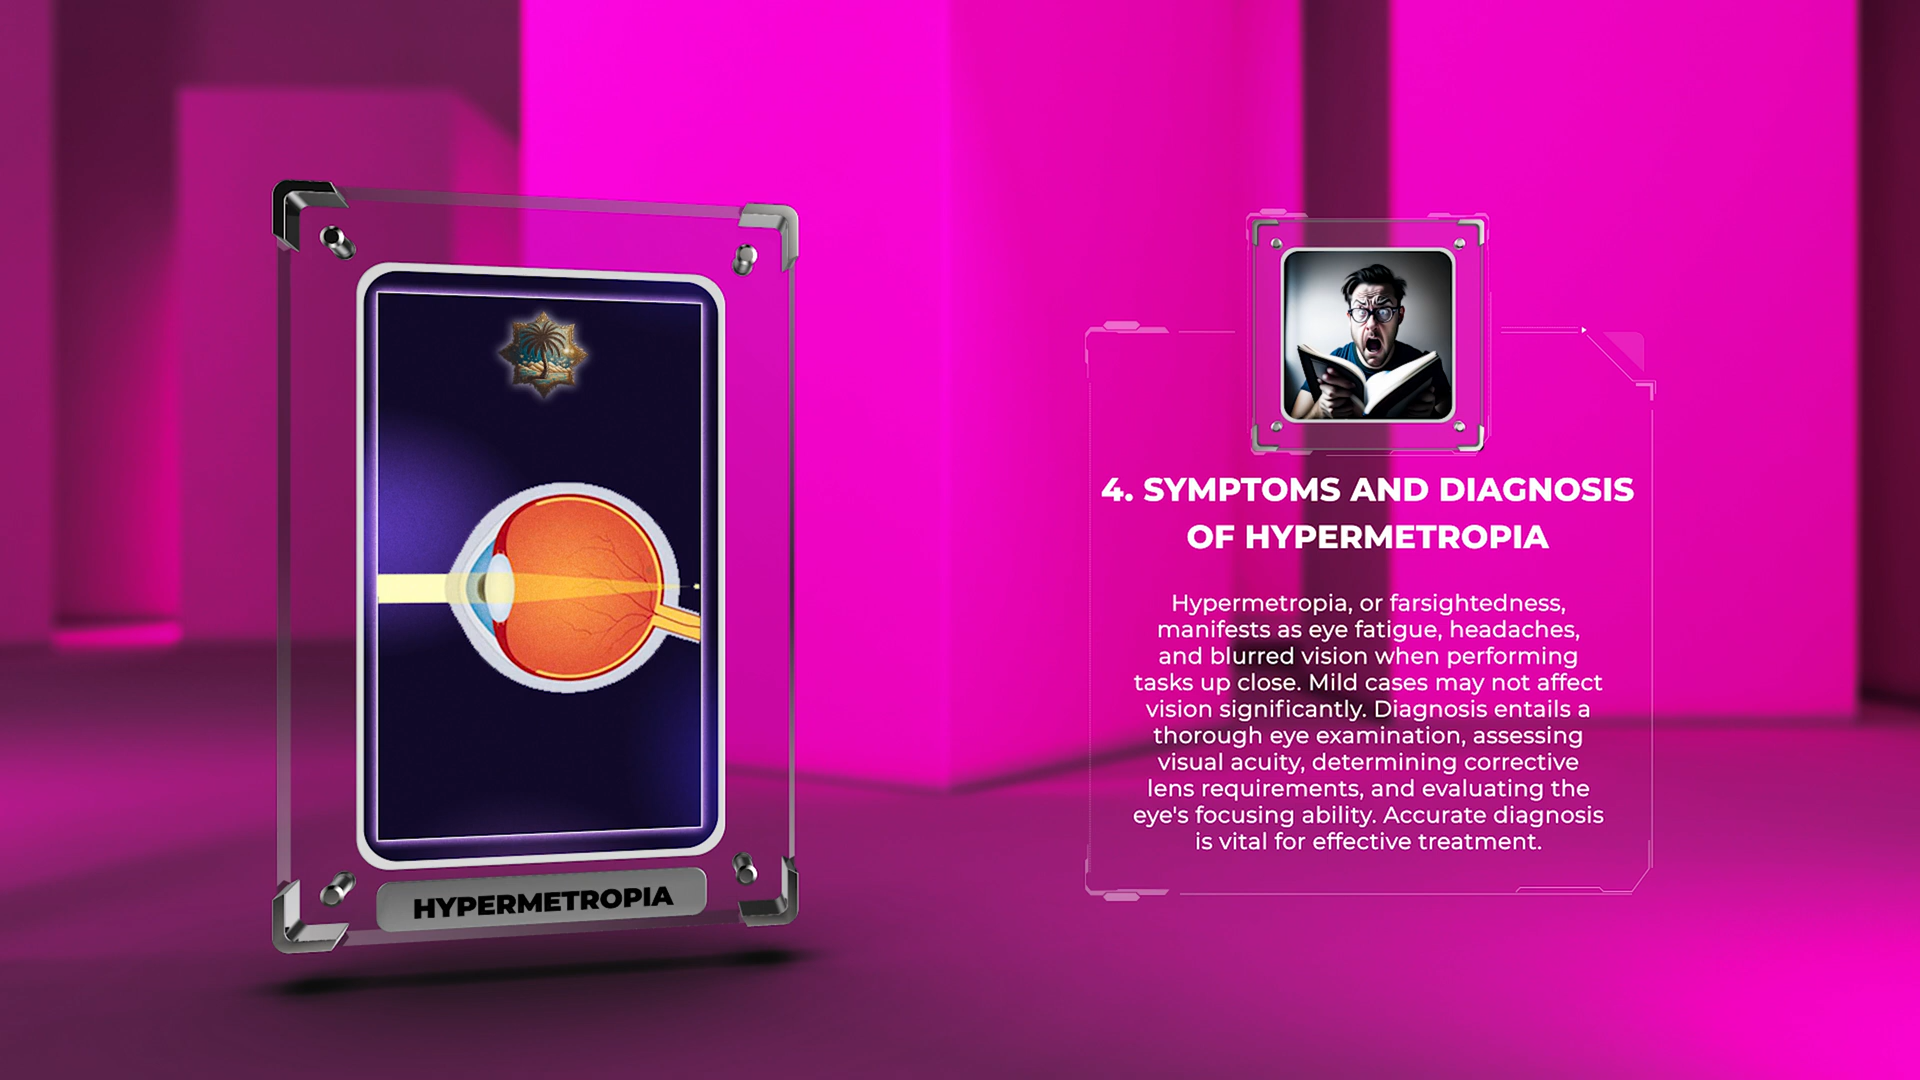 HYPERMETROPIA
4. SYMPTOMS AND DIAGNOSIS
OF HYPERMETROPIA
Hypermetropia, or farsightedness,
manifests as eye fatigue, headaches,
and blurred vision when performing
tasks up close. Mild cases may not affect
vision significantly. Diagnosis entails a
thorough eye examination, assessing
visual acuity, determining corrective
lens requirements, and evaluating the
eye's focusing ability. Accurate diagnosis
is vital for effective treatment.